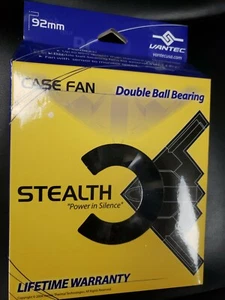 92mm
VANTEC
vantecusa.com
CASE FAN
Double Ball Bearing
STEALTH
"Power in Silence"
LIFETIME WARRANTY